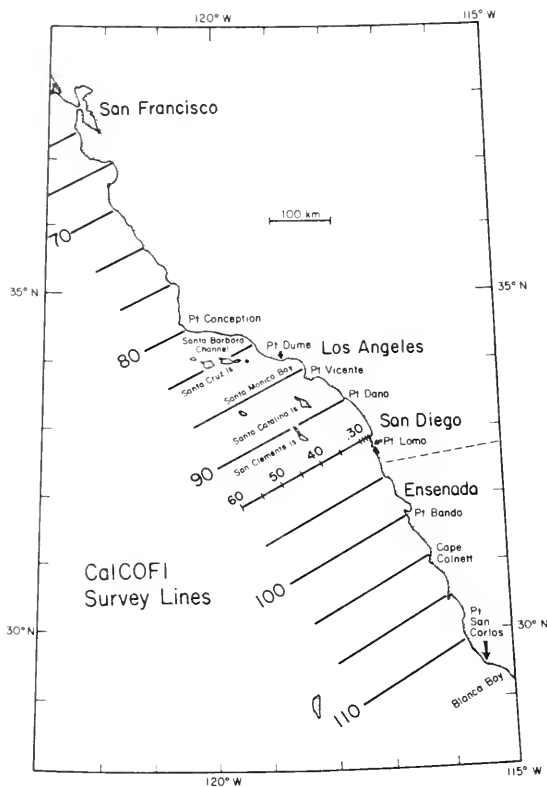 120° W
115° W
San Francisco
100 km
70
35° N
35° N
Pt Conception
80
Santa Barbara
Channel
Pt Dume
Los Angeles
Santa Cruz Is
Santa Monica Bay
Pt Vicente
Santa Catalina Is
Pt Dano
San Diego
90
San Clemente Is
30
Pt Loma
40
50
60
Ensenada
Pt Bando
CalCOFI
Survey Lines
100
Cape
Colnett
30° N
30° N
Pt
San
Carlos
110
Blanca Bay
120° W
115° W